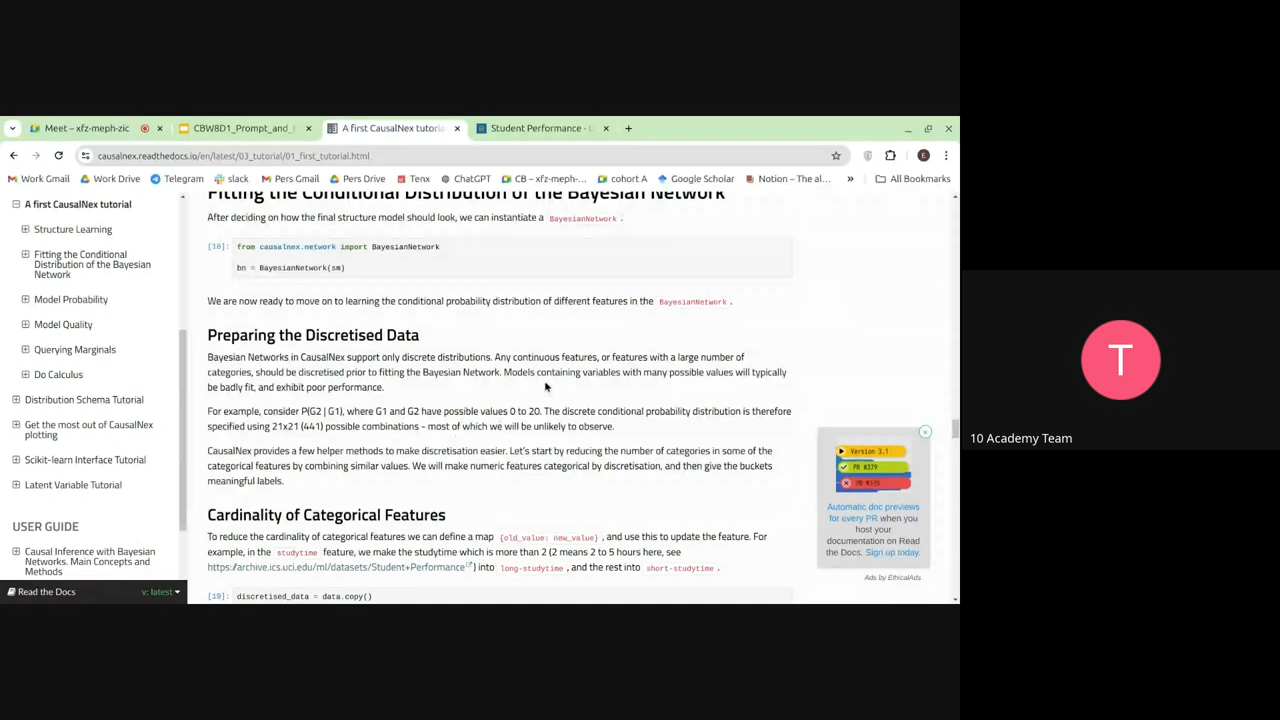 Meet – xfz-meph-zic
CBW8D1_Prompt_and_
A first CausalNex tutoria
Student Performance - U
causalnex.readthedocs.io/en/latest/03_tutorial/01_first_tutorial.html
Work Gmail
Work Drive
Telegram
slack
Pers Gmail
Pers Drive
Tenx
ChatGPT
CB – xfz-meph-...
cohort A
Google Scholar
Notion – The al...
All Bookmarks
A first CausalNex tutorial
Structure Learning
Fitting the Conditional
Distribution of the Bayesian
Network
Model Probability
Model Quality
Querying Marginals
Do Calculus
Distribution Schema Tutorial
Get the most out of CausalNex
plotting
Scikit-learn Interface Tutorial
Latent Variable Tutorial
USER GUIDE
Causal Inference with Bayesian
Networks. Main Concepts and
Methods
Read the Docs
v: latest
Fitting the Conditional Distribution of the Bayesian Network
After deciding on how the final structure model should look, we can instantiate a BayesianNetwork .
[18]: from causalnex.network import BayesianNetwork
bn = BayesianNetwork(sm)
We are now ready to move on to learning the conditional probability distribution of different features in the BayesianNetwork .
Preparing the Discretised Data
Bayesian Networks in CausalNex support only discrete distributions. Any continuous features, or features with a large number of
categories, should be discretised prior to fitting the Bayesian Network. Models containing variables with many possible values will typically
be badly fit, and exhibit poor performance.
For example, consider P(G2 | G1), where G1 and G2 have possible values 0 to 20. The discrete conditional probability distribution is therefore
specified using 21x21 (441) possible combinations - most of which we will be unlikely to observe.
CausalNex provides a few helper methods to make discretisation easier. Let's start by reducing the number of categories in some of the
categorical features by combining similar values. We will make numeric features categorical by discretisation, and then give the buckets
meaningful labels.
Cardinality of Categorical Features
To reduce the cardinality of categorical features we can define a map {old_value: new_value} , and use this to update the feature. For
example, in the studytime feature, we make the studytime which is more than 2 (2 means 2 to 5 hours here, see
https://archive.ics.uci.edu/ml/datasets/Student+Performance ) into long-studytime , and the rest into short-studytime .
[19]: discretised_data = data.copy()
Version 3.1
PR #379
Automatic doc previews
for every PR when you
host your
documentation on Read
the Docs. Sign up today.
Ads by EthicalAds
T
10 Academy Team